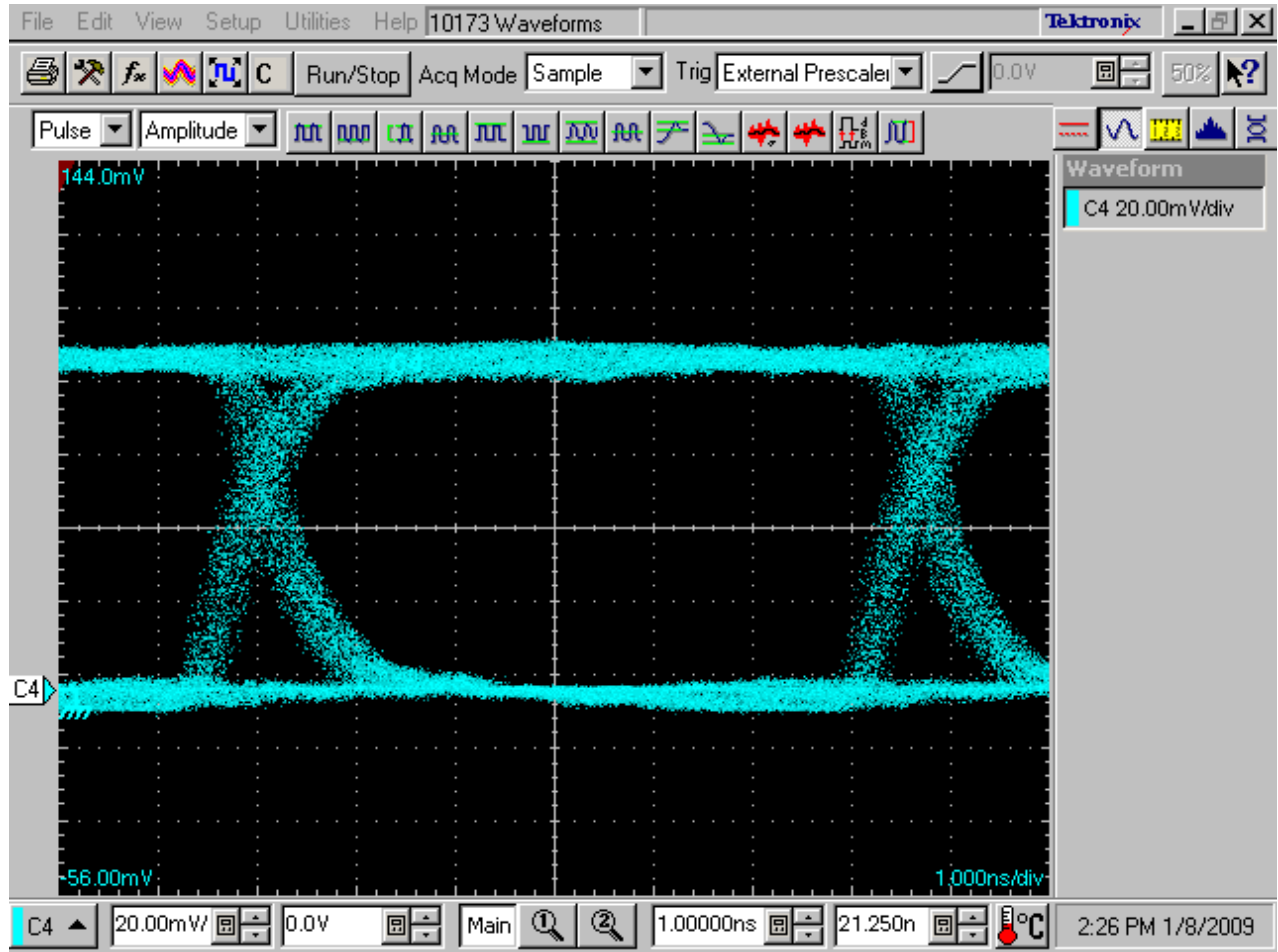 File Edit View Setup Utilities Help 10173 Waveforms Tektronix
C Run/Stop Acq Mode Sample Trig External Prescaler 0.0V 50% ?
Pulse Amplitude
144.0mV
Waveform
C4 20.00mV/div
C4
-56.00mV
1.000ns/div
C4 20.00mV/ 0.0V Main 1 2 1.00000ns 21.250n °C 2:26 PM 1/8/2009